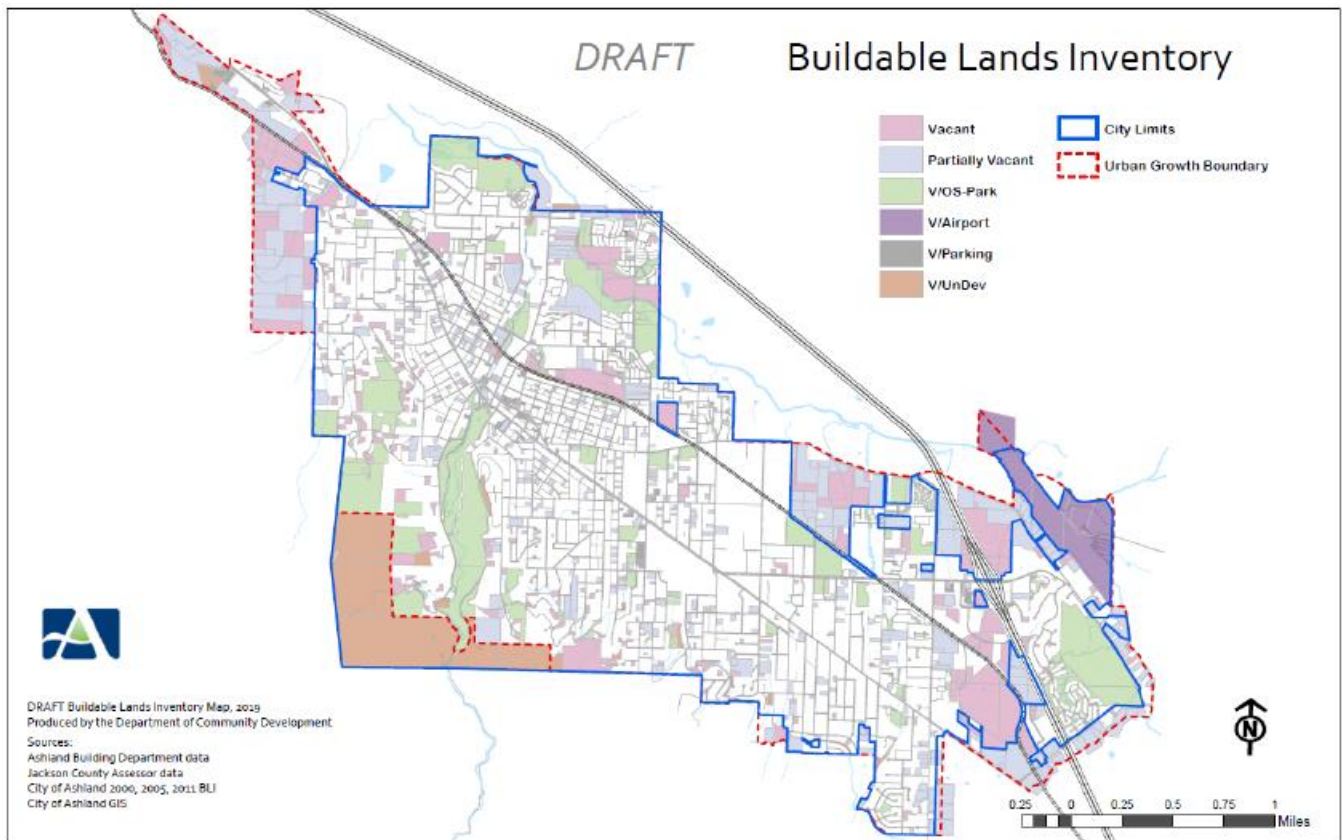 DRAFT Buildable Lands Inventory
Vacant
Partially Vacant
V/OS-Park
V/Airport
V/Parking
V/UnDev
City Limits
Urban Growth Boundary
DRAFT Buildable Lands Inventory Map, 2019
Produced by the Department of Community Development
Sources:
Ashland Building Department data
Jackson County Assessor data
City of Ashland 2000, 2005, 2011 BLI
City of Ashland GIS
N
0.25 0 0.25 0.5 0.75 1
Miles